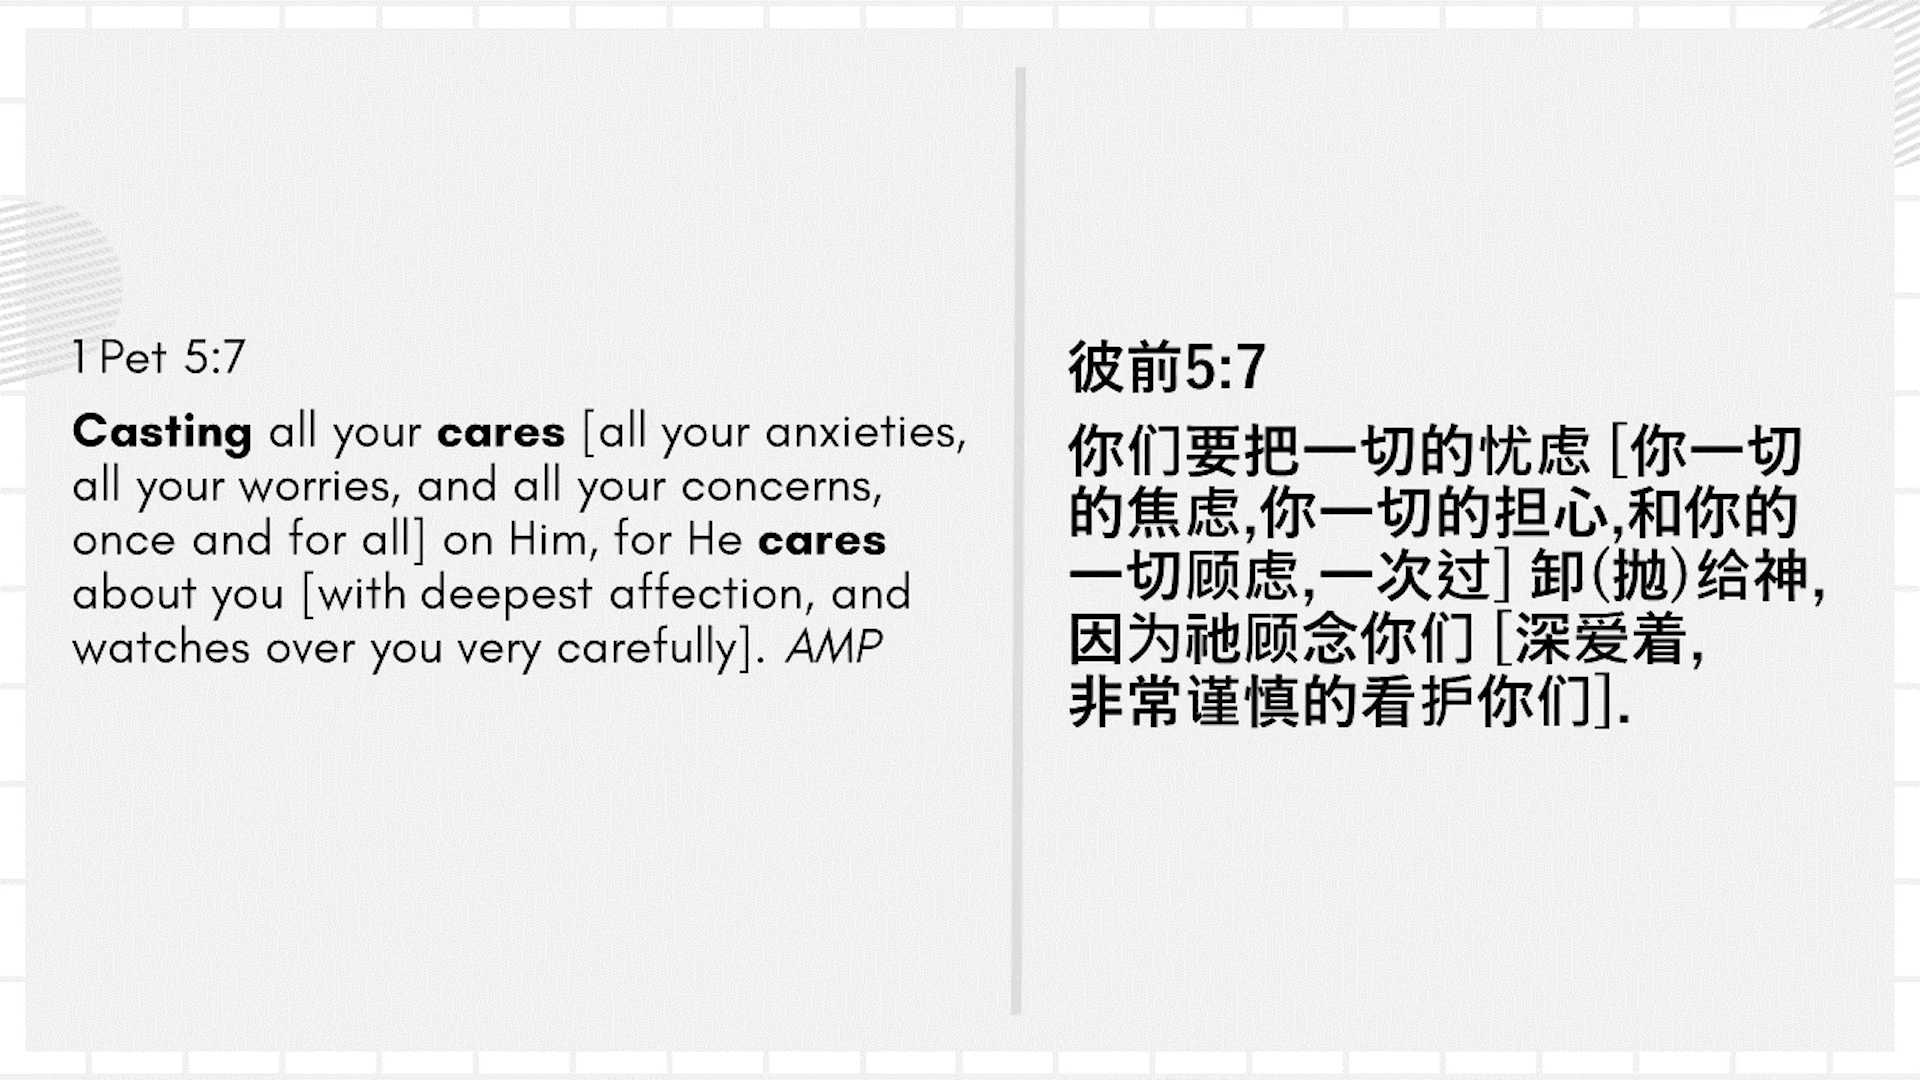 1 Pet 5:7
Casting all your cares [all your anxieties,
all your worries, and all your concerns,
once and for all] on Him, for He cares
about you [with deepest affection, and
watches over you very carefully]. AMP
彼前5:7
你们要把一切的忧虑 [你一切
的焦虑,你一切的担心,和你的
一切顾虑,一次过] 卸(抛)给神,
因为祂顾念你们 [深爱着,
非常谨慎的看护你们].